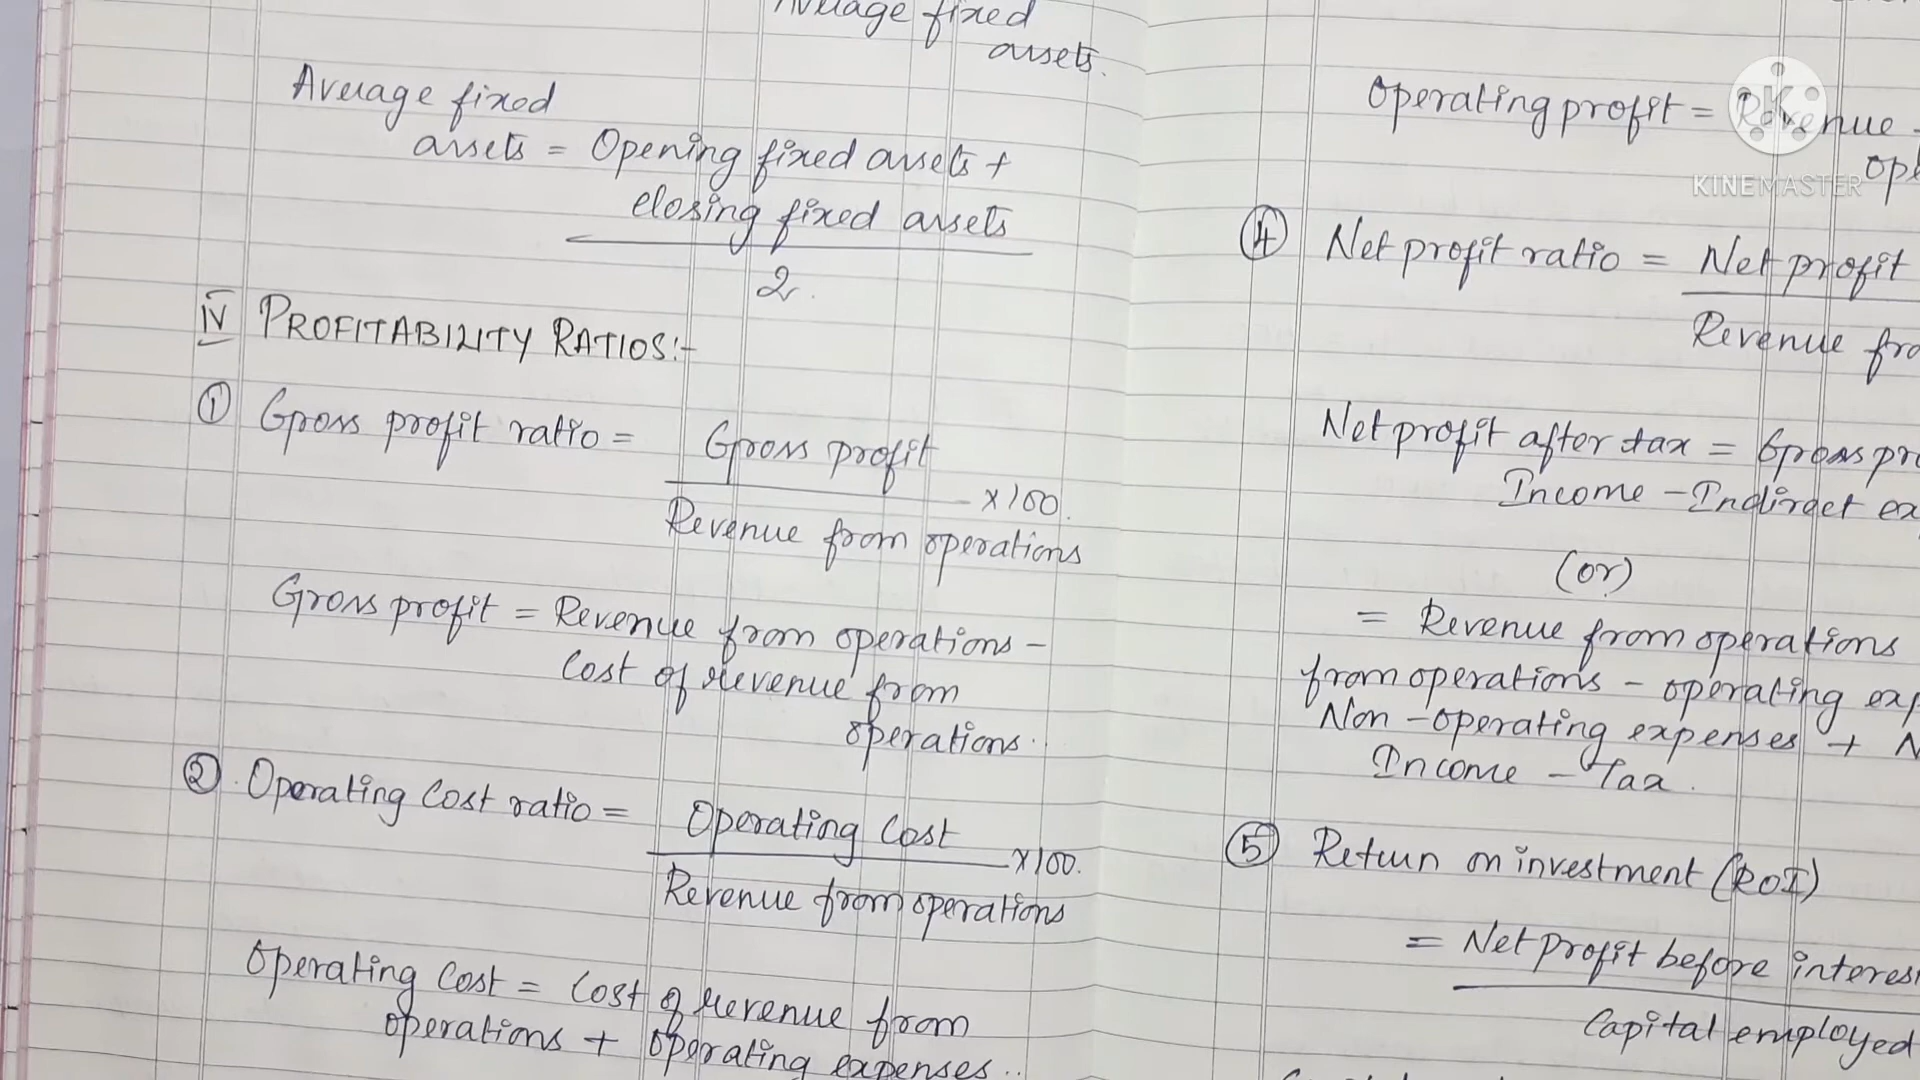 Average fixed
assets.
Average fixed
assets = Opening fixed assets +
closing fixed assets
2.
IV PROFITABILITY RATIOS:-
① Gross profit ratio = Gross profit
x100.
Revenue from operations
Gross profit = Revenue from operations -
Cost of revenue from
operations.
② Operating Cost ratio = Operating Cost
x100.
Revenue from operations
Operating Cost = Cost of revenue from
operations + operating expenses..
Operating profit = Revenue -
KINEMASTER
④ Net profit ratio = Net profit
Revenue
Net profit after tax = Gross
Income - Indirect
(or)
= Revenue from operations
from operations - operating
Non-operating expenses +
Income - Tax.
⑤ Return on investment (ROI)
= Net profit before
Capital employed